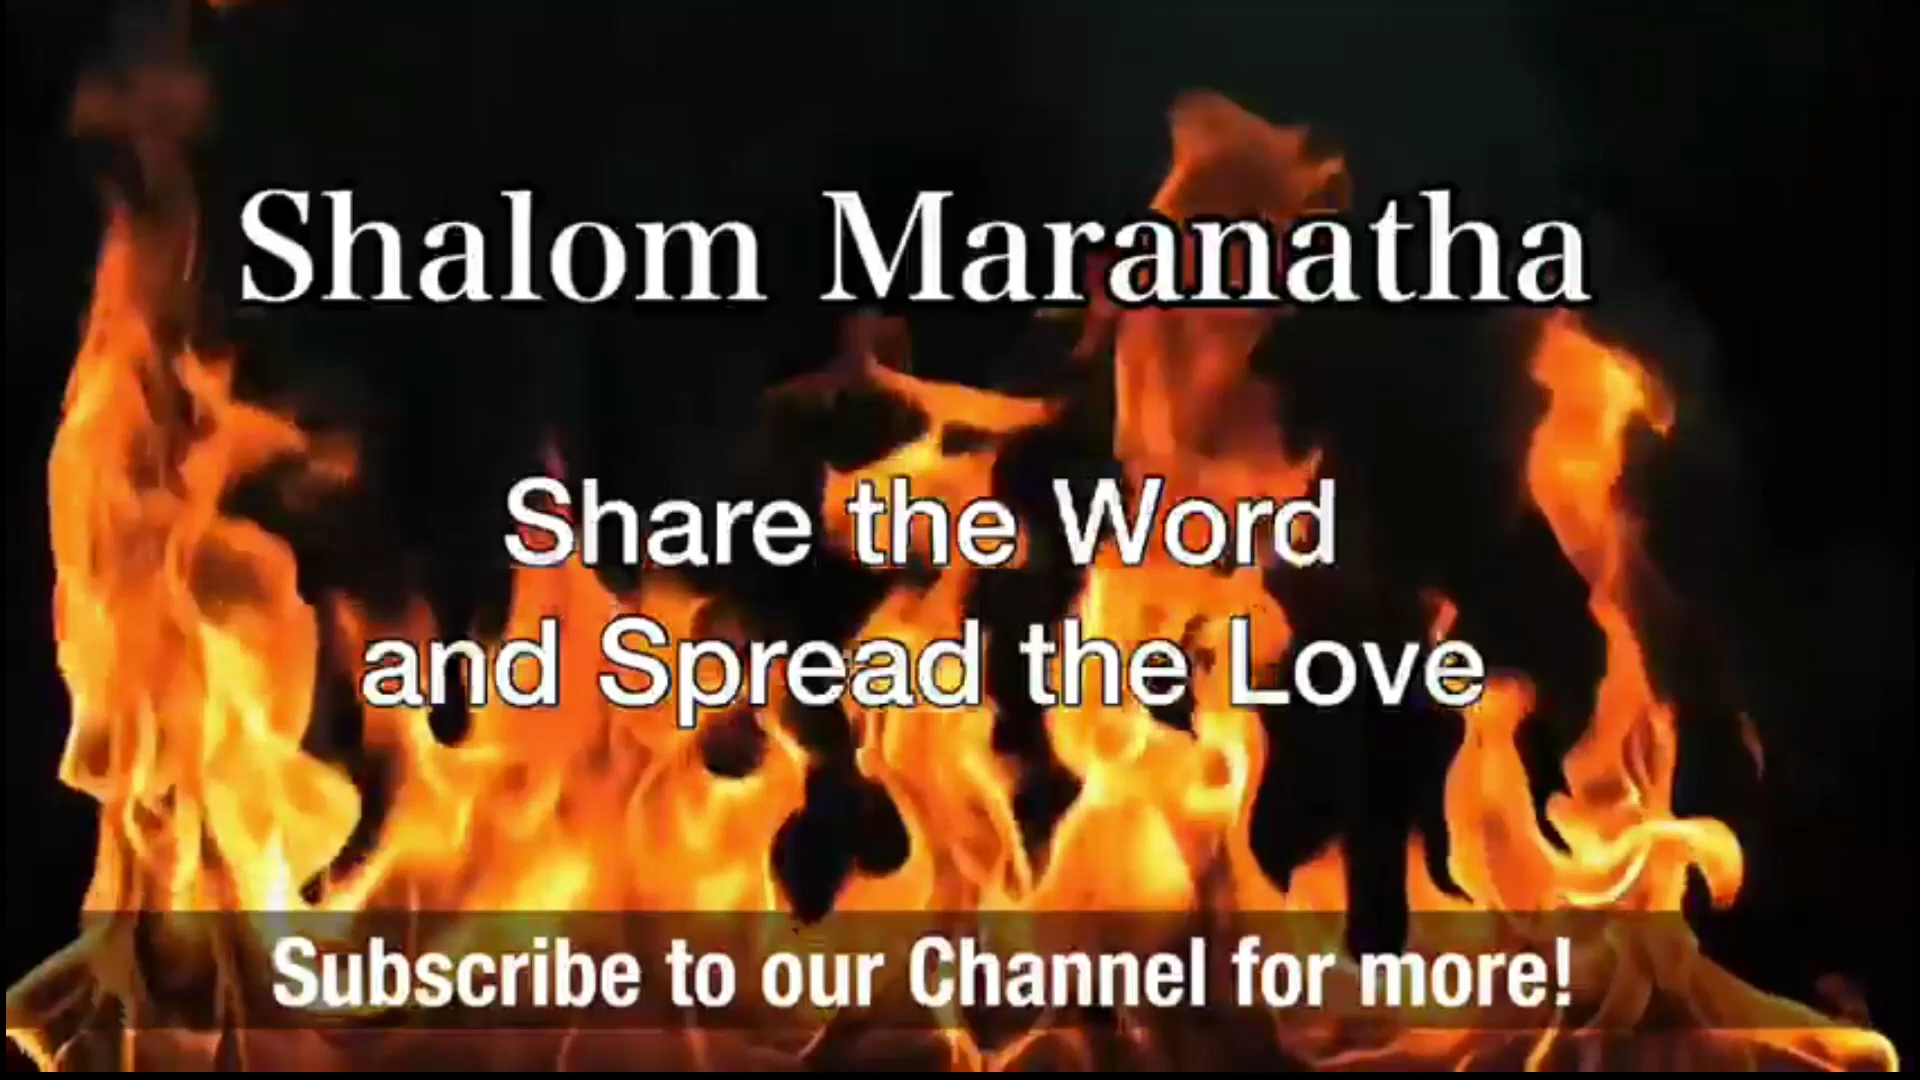 Shalom Maranatha
Share the Word
and Spread the Love
Subscribe to our Channel for more!